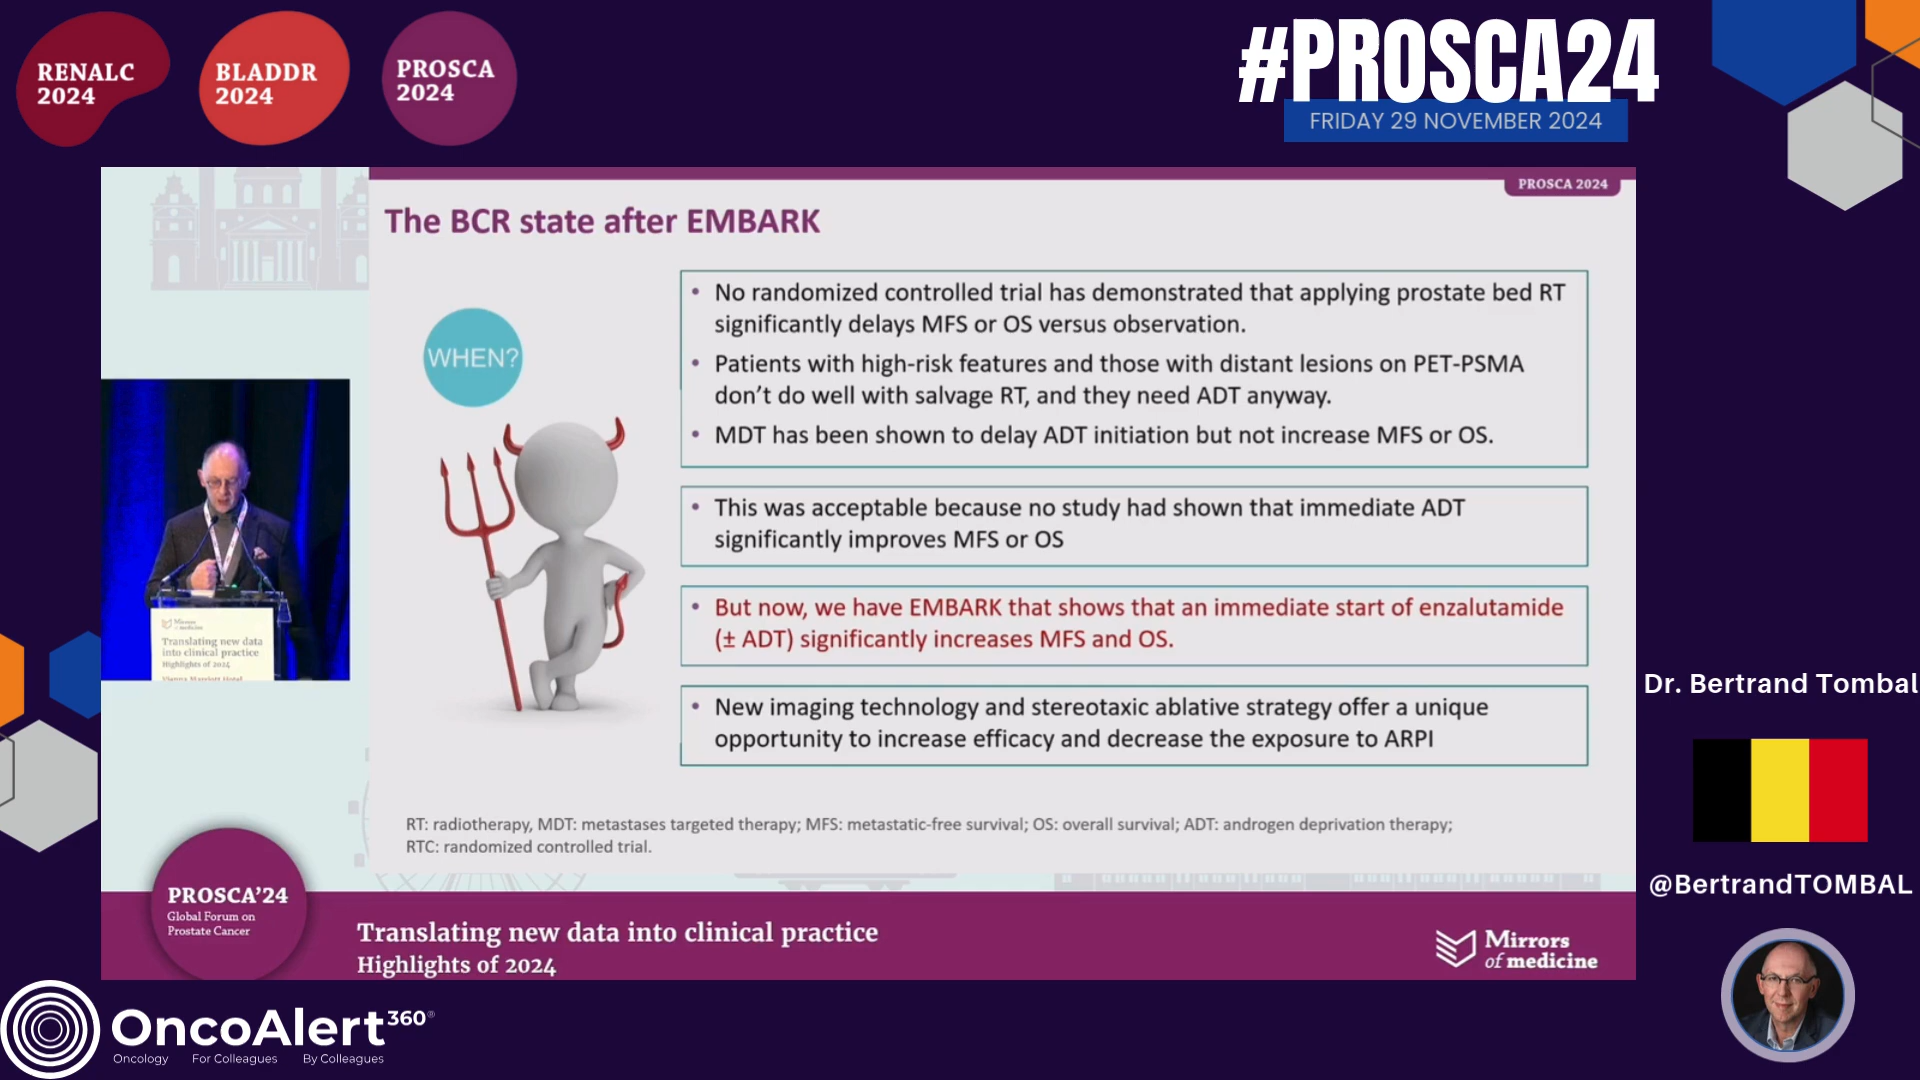 RENALC
2024
BLADDR
2024
PROSCA
2024
#PROSCA24
FRIDAY 29 NOVEMBER 2024
PROSCA 2024
The BCR state after EMBARK
WHEN?
• No randomized controlled trial has demonstrated that applying prostate bed RT
significantly delays MFS or OS versus observation.
• Patients with high-risk features and those with distant lesions on PET-PSMA
don’t do well with salvage RT, and they need ADT anyway.
• MDT has been shown to delay ADT initiation but not increase MFS or OS.
• This was acceptable because no study had shown that immediate ADT
significantly improves MFS or OS
• But now, we have EMBARK that shows that an immediate start of enzalutamide
(± ADT) significantly increases MFS and OS.
• New imaging technology and stereotaxic ablative strategy offer a unique
opportunity to increase efficacy and decrease the exposure to ARPI
RT: radiotherapy, MDT: metastases targeted therapy; MFS: metastatic-free survival; OS: overall survival; ADT: androgen deprivation therapy;
RTC: randomized controlled trial.
Mirrors
of medicine
Translating new data
into clinical practice
Highlights of 2024
Vienna Marriott Hotel
Dr. Bertrand Tombal
@BertrandTOMBAL
PROSCA’24
Global Forum on
Prostate Cancer
Translating new data into clinical practice
Highlights of 2024
Mirrors
of medicine
OncoAlert 360®
Oncology For Colleagues By Colleagues